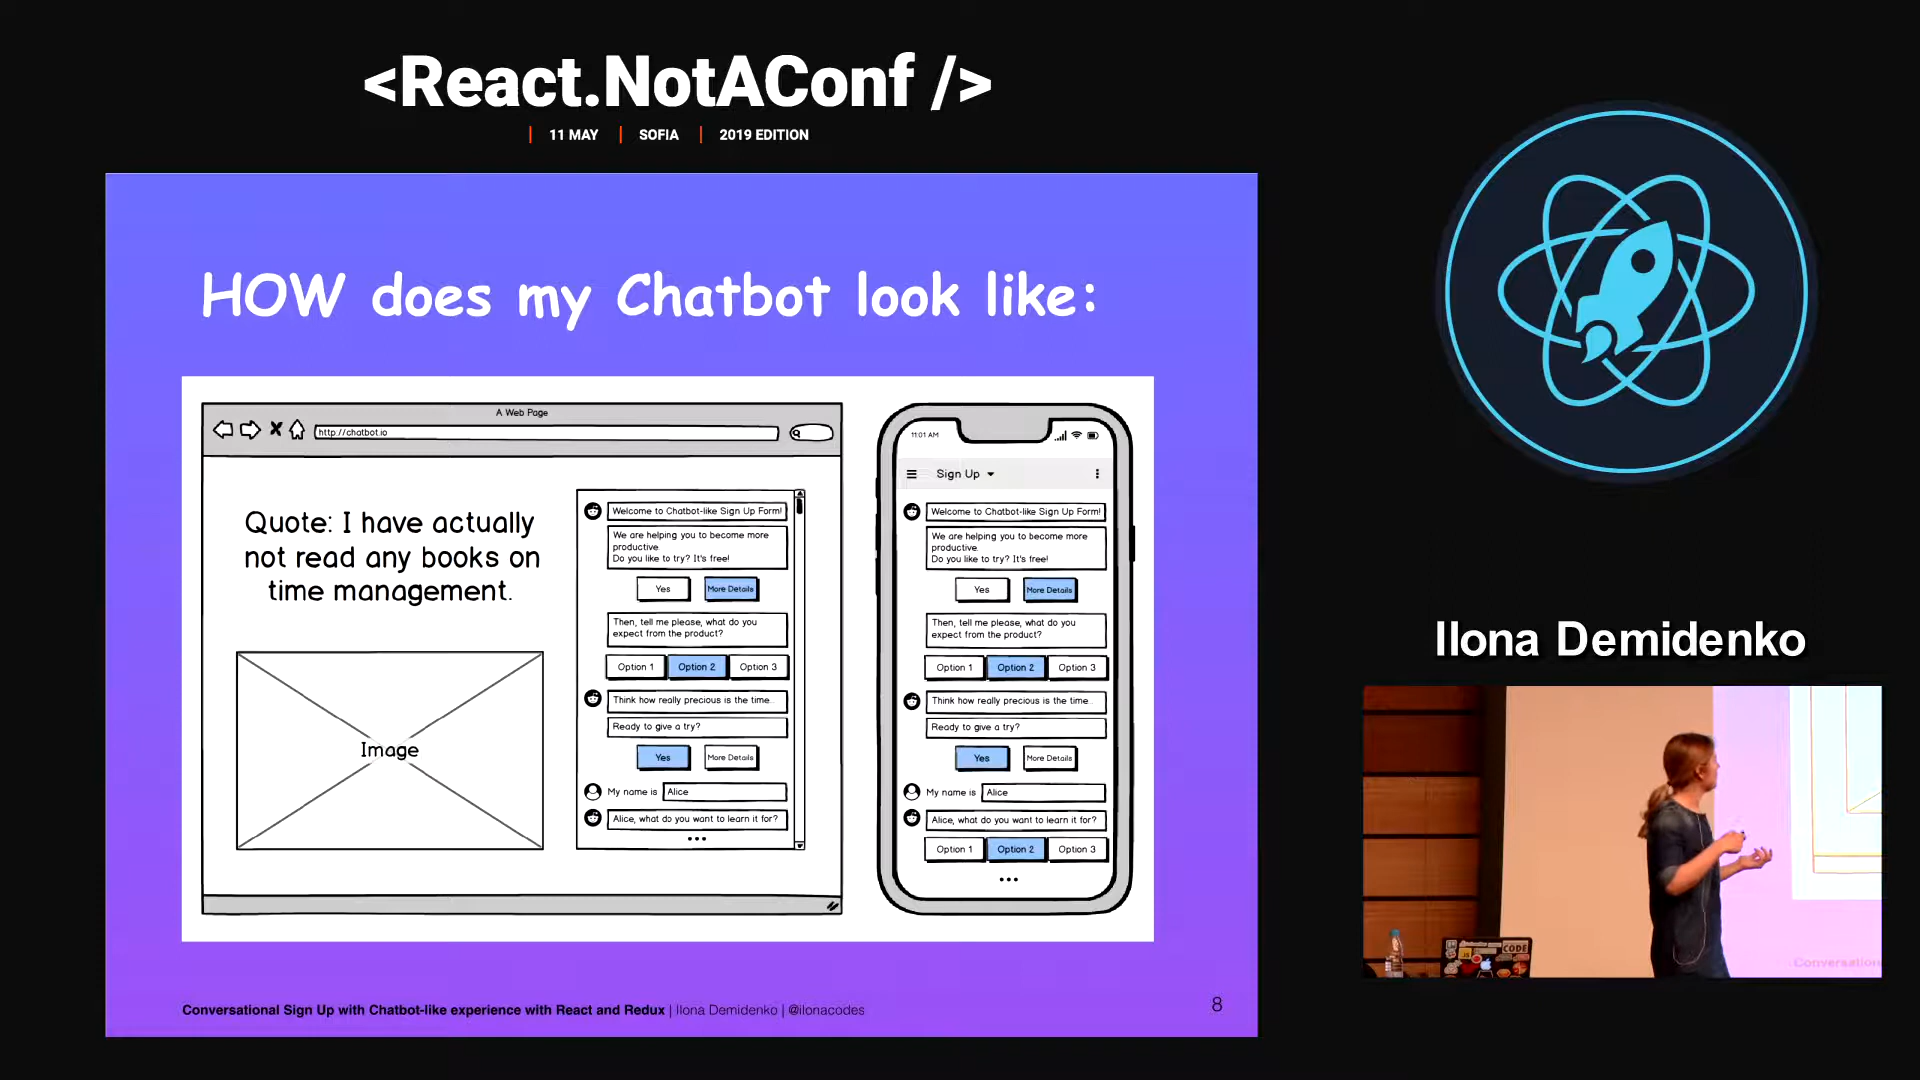 <React.NotAConf />
11 MAY
SOFIA
2019 EDITION
HOW does my Chatbot look like:
A Web Page
http://chatbot.io
Quote: I have actually
not read any books on
time management.
Image
Welcome to Chatbot-like Sign Up Form!
We are helping you to become more
productive.
Do you like to try? It's free!
Yes
More Details
Then, tell me please, what do you
expect from the product?
Option 1
Option 2
Option 3
Think how really precious is the time...
Ready to give a try?
Yes
More Details
My name is
Alice
Alice, what do you want to learn it for?
11:01 AM
Sign Up
Welcome to Chatbot-like Sign Up Form!
We are helping you to become more
productive.
Do you like to try? It's free!
Yes
More Details
Then, tell me please, what do you
expect from the product?
Option 1
Option 2
Option 3
Think how really precious is the time...
Ready to give a try?
Yes
More Details
My name is
Alice
Alice, what do you want to learn it for?
Option 1
Option 2
Option 3
Conversational Sign Up with Chatbot-like experience with React and Redux | Ilona Demidenko | @ilonacodes
8
Ilona Demidenko
CODE
JS
Conversation